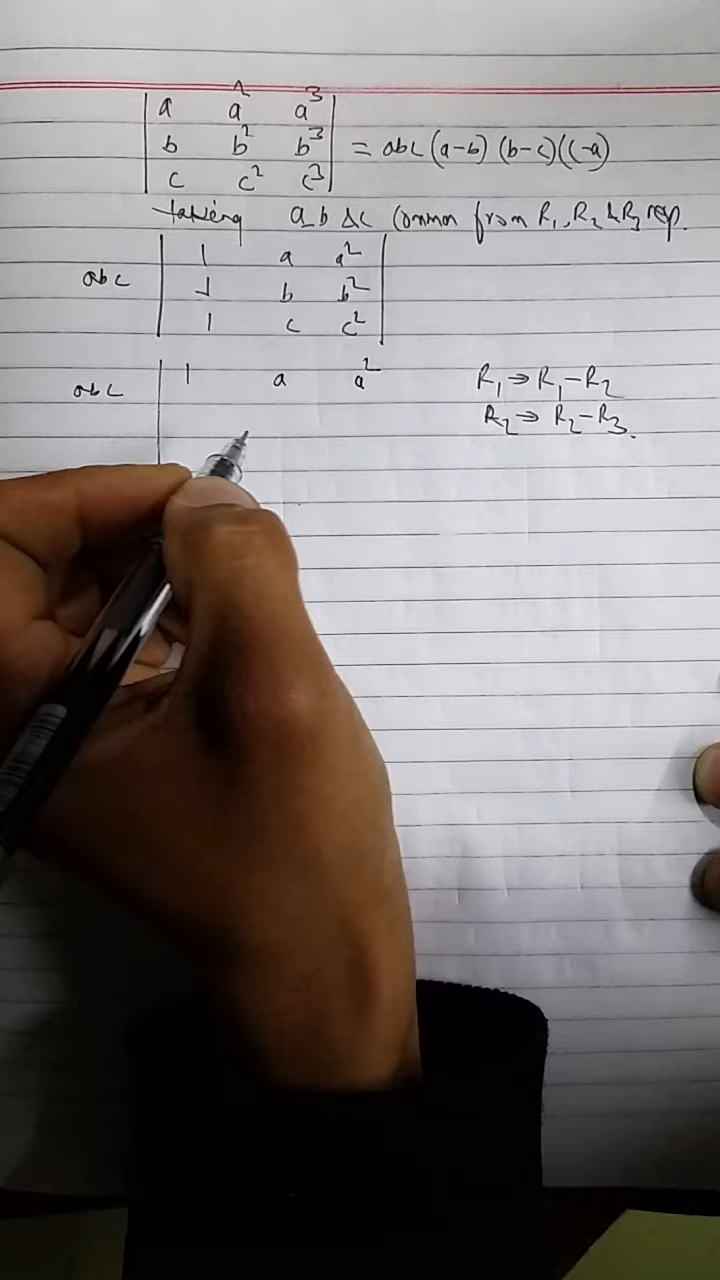 | a a² a³ |
| b b² b³ | = abc (a-b) (b-c) (c-a)
| c c² c³ |
taking a b & c Common from R₁, R₂ & R₃ resp.
| 1 a a² |
abc | 1 b b² |
| 1 c c² |
abc | 1 a a² R₁ → R₁-R₂
R₂ → R₂-R₃.